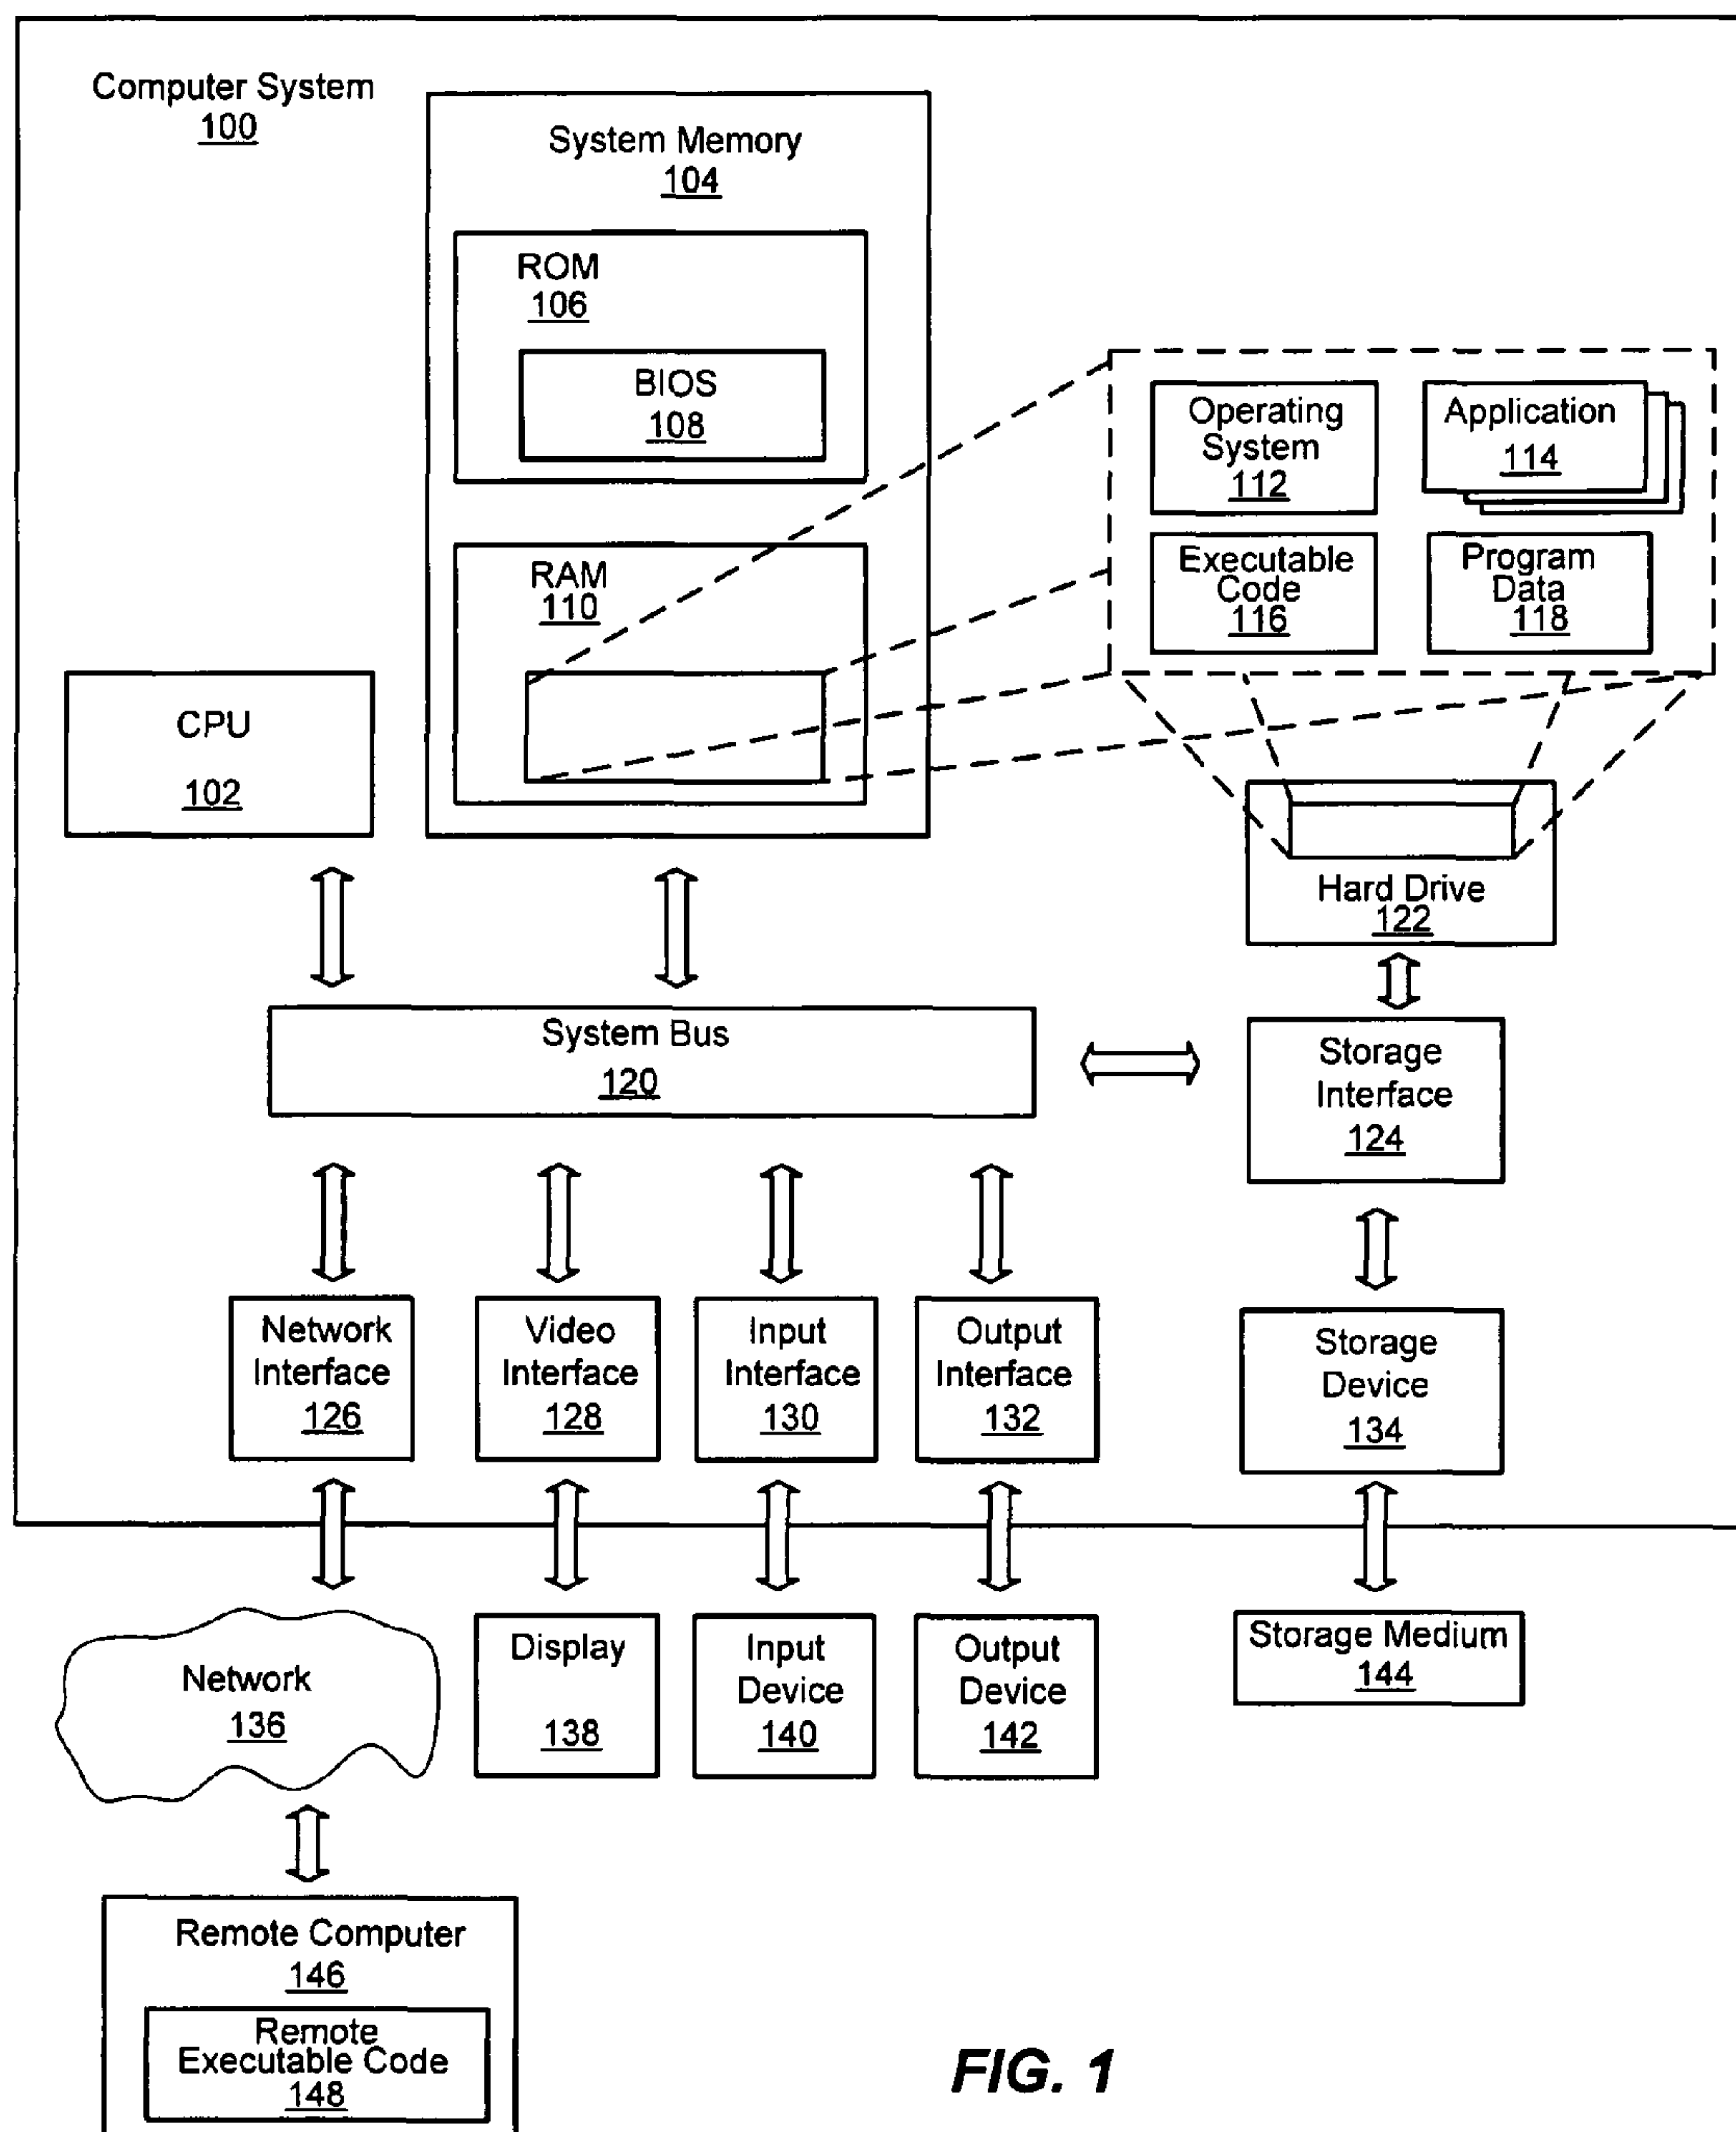 Computer System
100
System Memory
104
ROM
106
BIOS
108
RAM
110
Operating
System
112
Application
114
Executable
Code
116
Program
Data
118
CPU
102
Hard Drive
122
System Bus
120
Storage
Interface
124
Network
Interface
126
Video
Interface
128
Input
Interface
130
Output
Interface
132
Storage
Device
134
Network
136
Display
138
Input
Device
140
Output
Device
142
Storage Medium
144
Remote Computer
146
Remote
Executable Code
148
FIG. 1